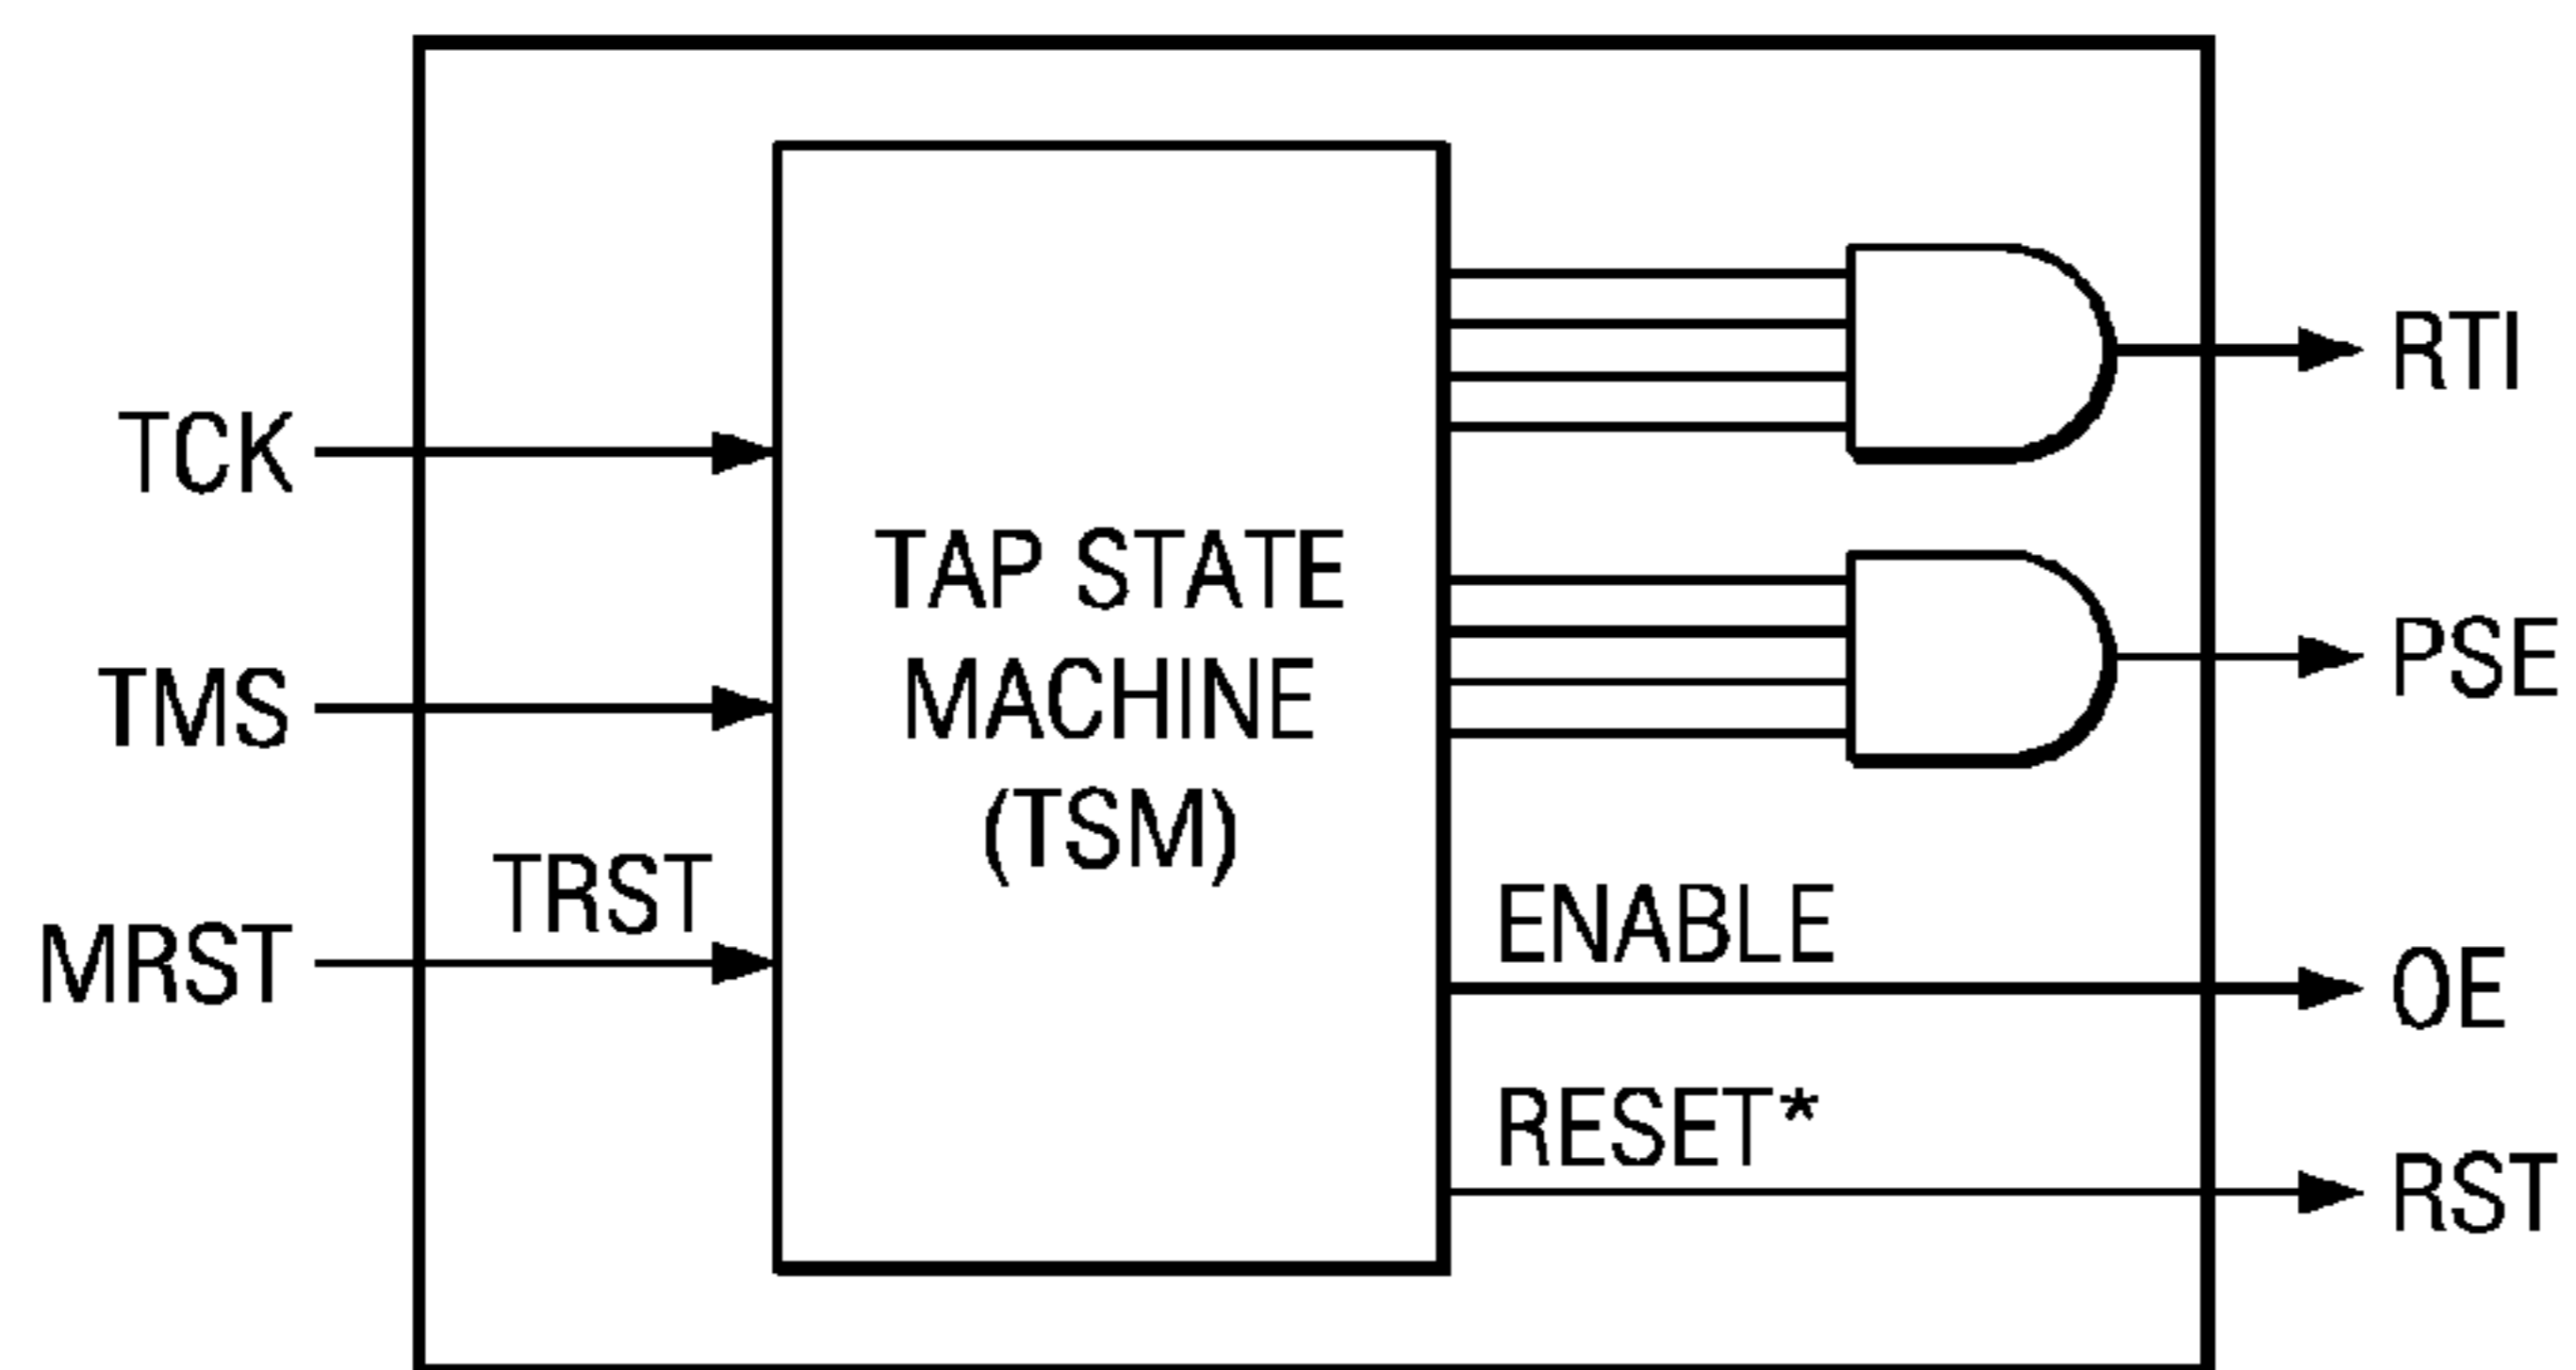 TCK
TMS
MRST
TRST
TAP STATE
MACHINE
(TSM)
ENABLE
RESET*
RTI
PSE
OE
RST